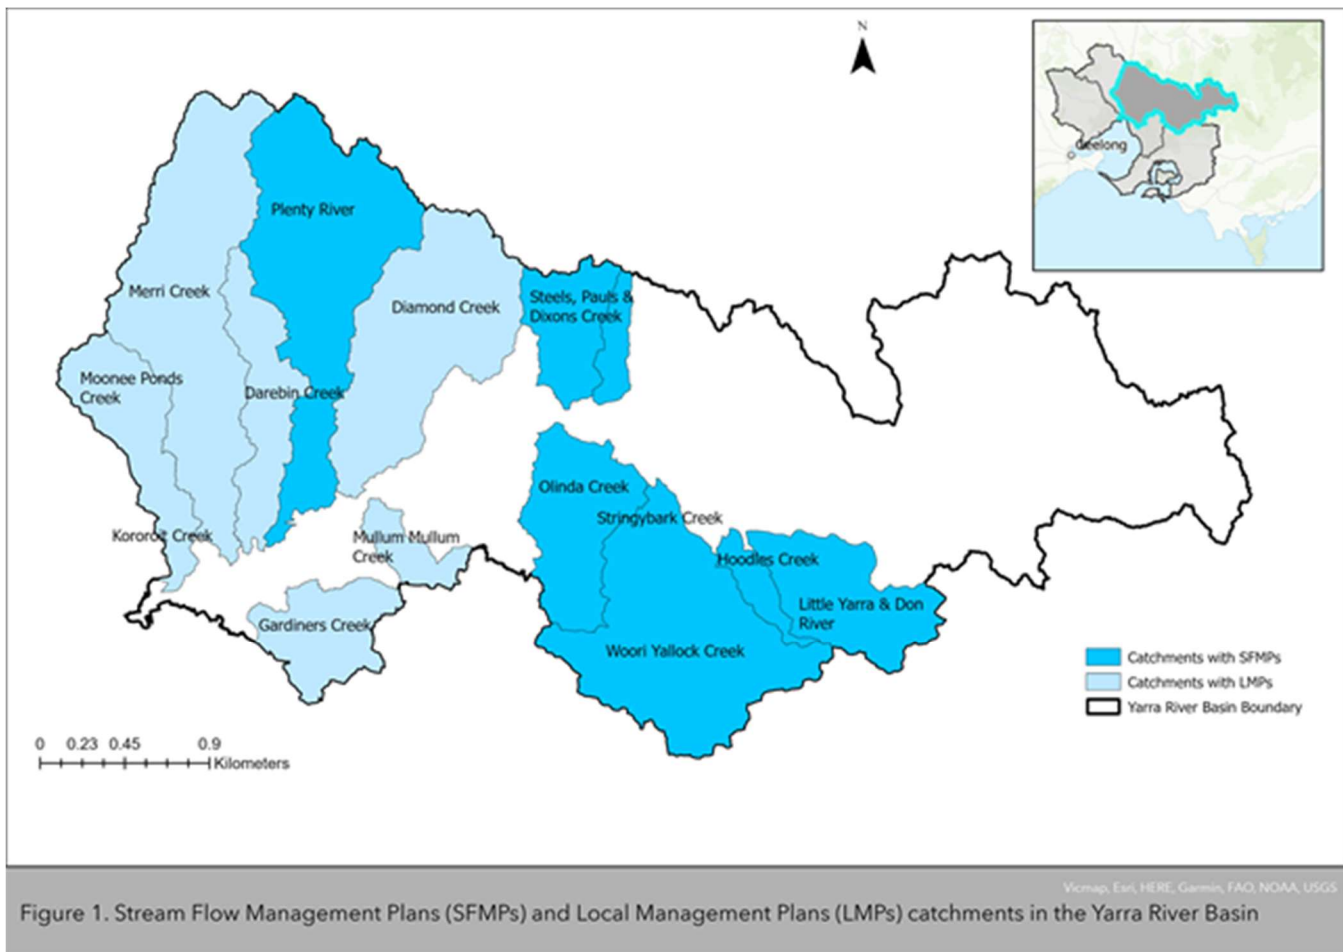 N
Geelong
Plenty River
Merri Creek
Diamond Creek
Steels, Pauls &
Dixons Creek
Moonee Ponds
Creek
Darebin Creek
Olinda Creek
Stringybark Creek
Kororoit Creek
Mullum Mullum
Creek
Hoodles Creek
Little Yarra & Don
River
Gardiners Creek
Woori Yallock Creek
Catchments with SFMPs
Catchments with LMPs
Yarra River Basin Boundary
0 0.23 0.45 0.9
Kilometers
Vicmap, Esri, HERE, Garmin, FAO, NOAA, USGS
Figure 1. Stream Flow Management Plans (SFMPs) and Local Management Plans (LMPs) catchments in the Yarra River Basin